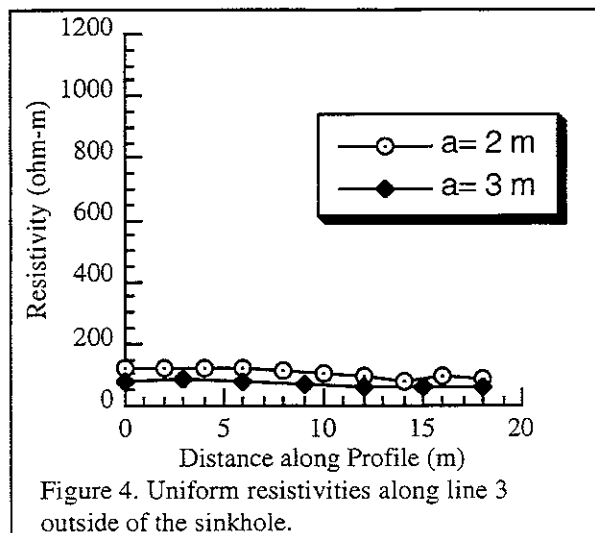 1200
1000
800
600
400
200
0
Resistivity (ohm-m)
a= 2 m
a= 3 m
0 5 10 15 20
Distance along Profile (m)
Figure 4. Uniform resistivities along line 3
outside of the sinkhole.